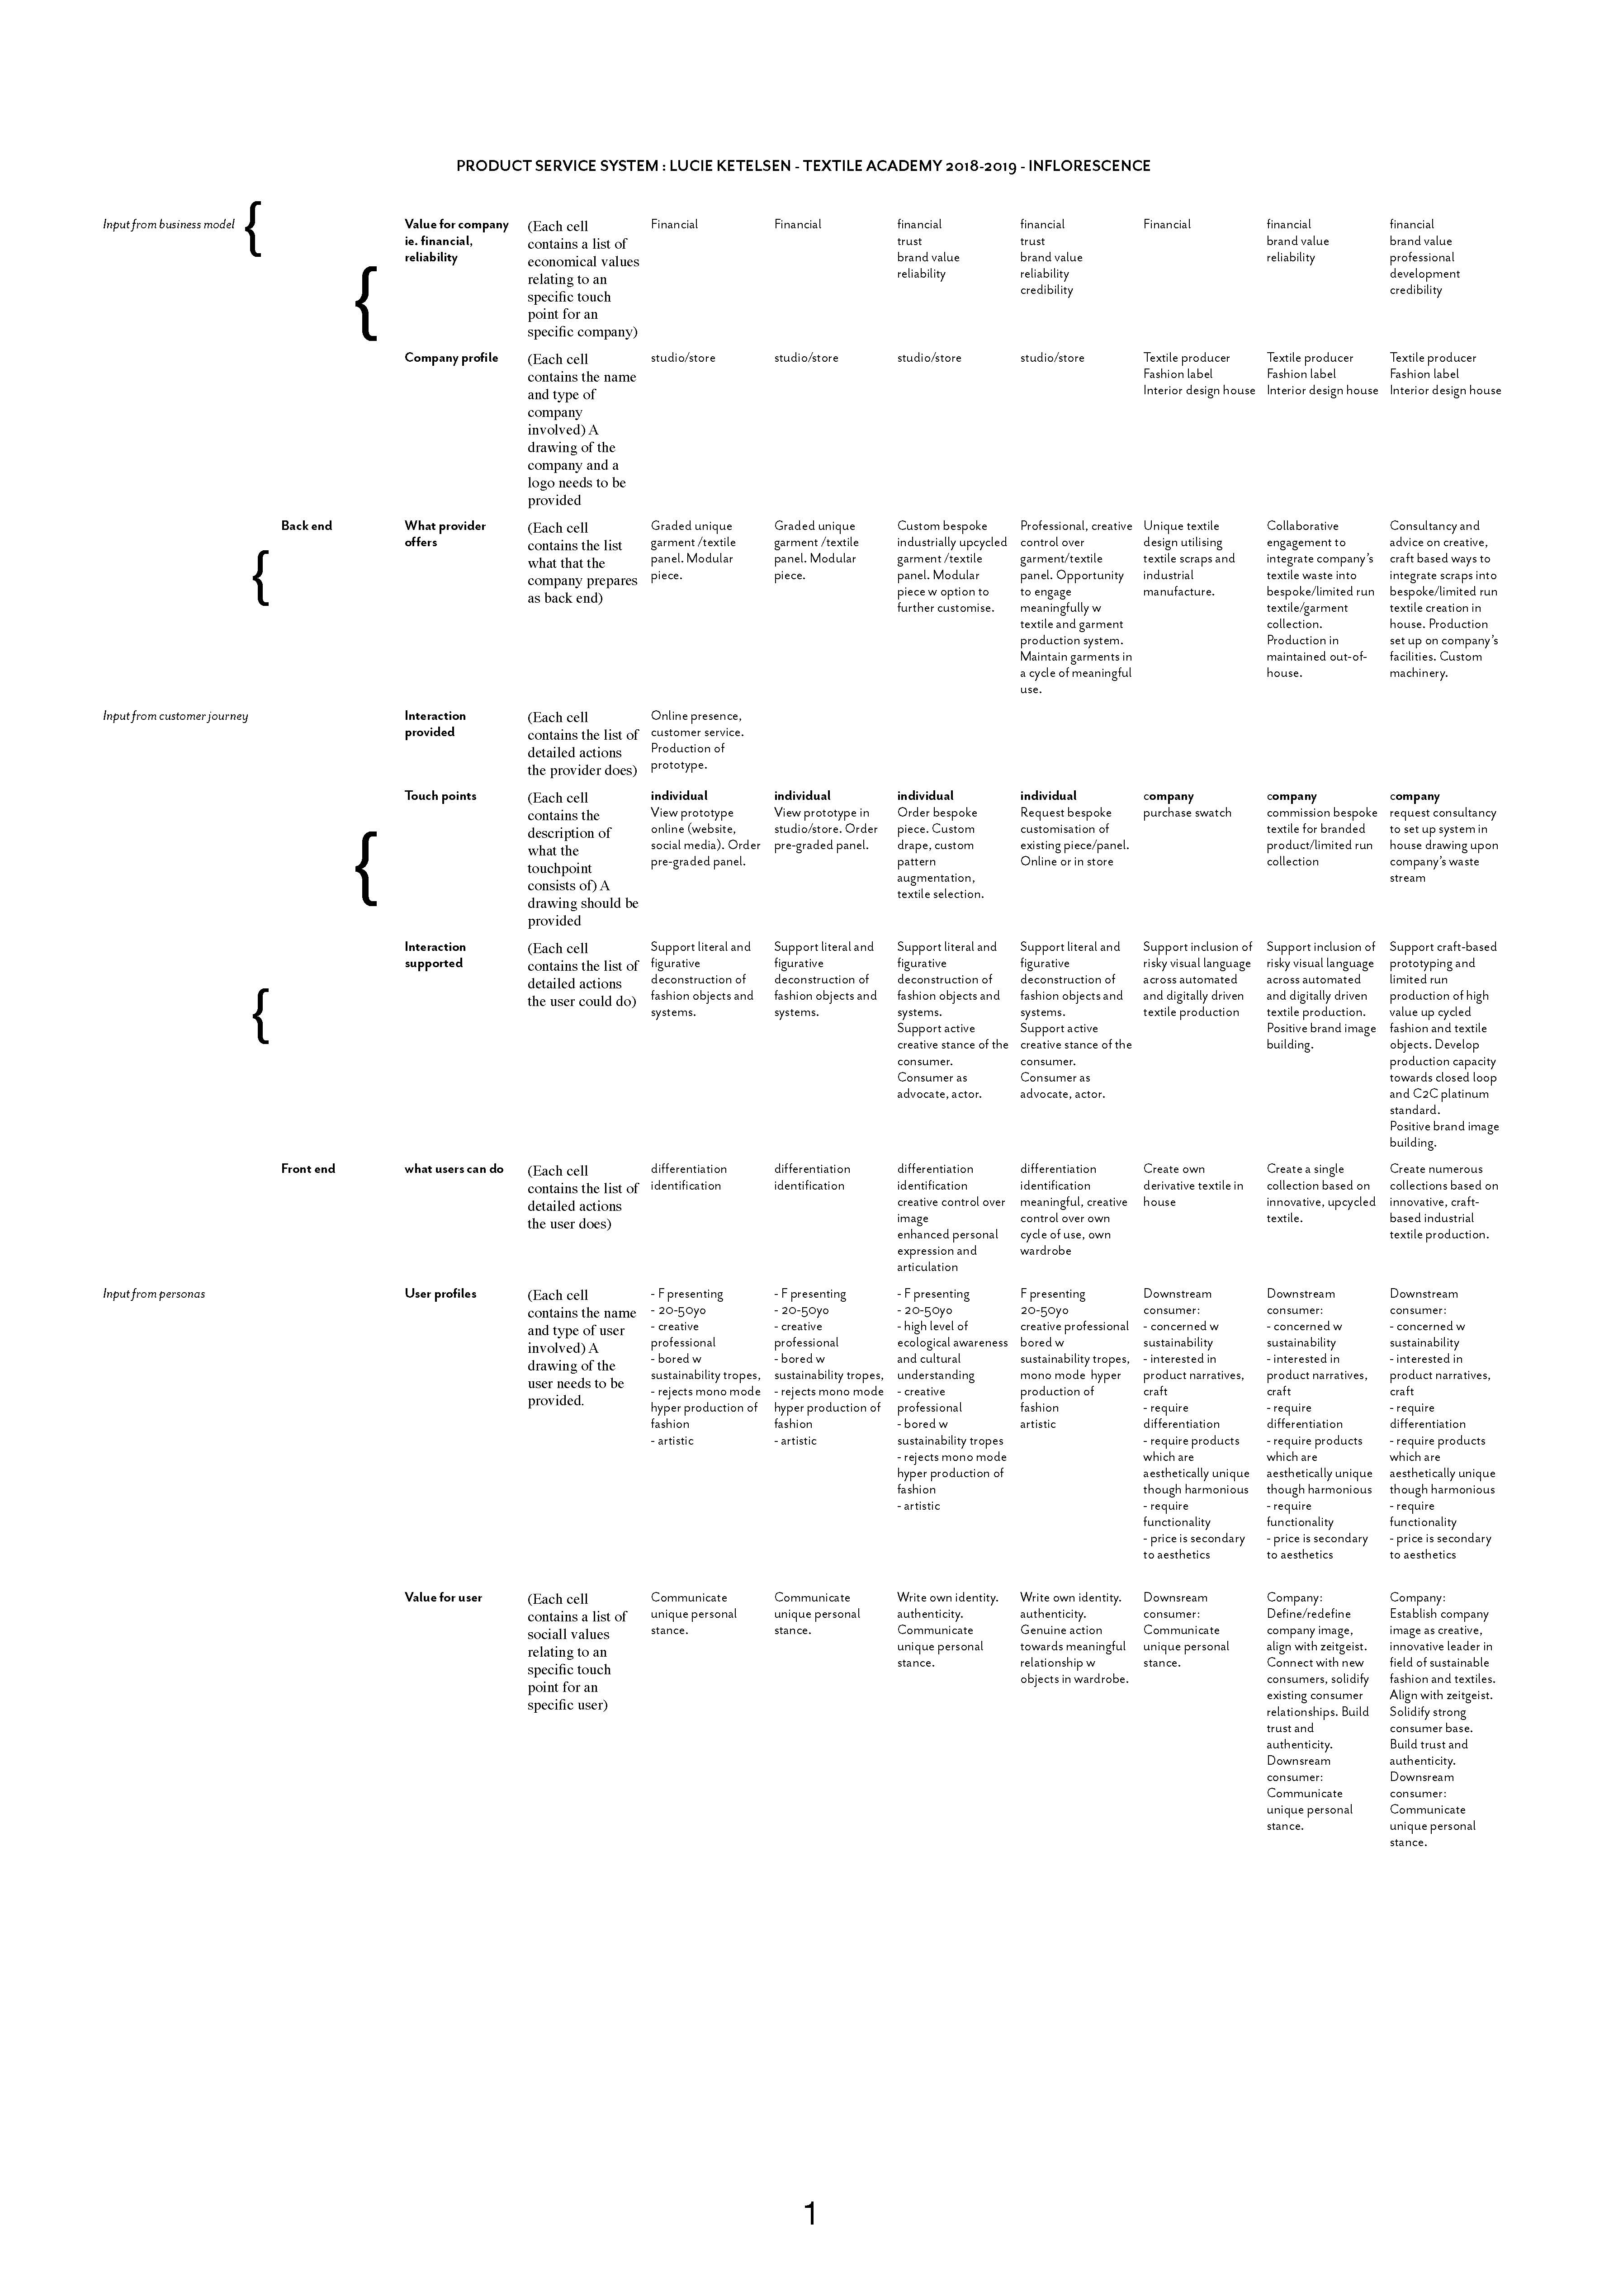 PRODUCT SERVICE SYSTEM : LUCIE KETELSEN - TEXTILE ACADEMY 2018-2019 - INFLORESCENCE
Input from business model
{
{
Value for company
ie. financial,
reliability
(Each cell
contains a list of
economical values
relating to an
specific touch
point for an
specific company)
Financial
Financial
financial
trust
brand value
reliability
financial
trust
brand value
reliability
credibility
Financial
financial
brand value
reliability
financial
brand value
professional
development
credibility
Company profile
(Each cell
contains the name
and type of
company
involved) A
drawing of the
company and a
logo needs to be
provided
studio/store
studio/store
studio/store
studio/store
Textile producer
Fashion label
Interior design house
Textile producer
Fashion label
Interior design house
Textile producer
Fashion label
Interior design house
{
Back end
What provider
offers
(Each cell
contains the list
what that the
company prepares
as back end)
Graded unique
garment /textile
panel. Modular
piece.
Graded unique
garment /textile
panel. Modular
piece.
Custom bespoke
industrially upcycled
garment /textile
panel. Modular
piece w option to
further customise.
Professional, creative
control over
garment/textile
panel. Opportunity
to engage
meaningfully w
textile and garment
production system.
Maintain garments in
a cycle of meaningful
use.
Unique textile
design utilising
textile scraps and
industrial
manufacture.
Collaborative
engagement to
integrate company's
textile waste into
bespoke/limited run
textile/garment
collection.
Production in
maintained out-of-
house.
Consultancy and
advice on creative,
craft based ways to
integrate scraps into
bespoke/limited run
textile creation in
house. Production
set up on company's
facilities. Custom
machinery.
Input from customer journey
Interaction
provided
(Each cell
contains the list of
detailed actions
the provider does)
Online presence,
customer service.
Production of
prototype.
{
Touch points
(Each cell
contains the
description of
what the
touchpoint
consists of) A
drawing should be
provided
individual
View prototype
online (website,
social media). Order
pre-graded panel.
individual
View prototype in
studio/store. Order
pre-graded panel.
individual
Order bespoke
piece. Custom
drape, custom
pattern
augmentation,
textile selection.
individual
Request bespoke
customisation of
existing piece/panel.
Online or in store
company
purchase swatch
company
commission bespoke
textile for branded
product/limited run
collection
company
request consultancy
to set up system in
house drawing upon
company's waste
stream
{
Interaction
supported
(Each cell
contains the list of
detailed actions
the user could do)
Support literal and
figurative
deconstruction of
fashion objects and
systems.
Support literal and
figurative
deconstruction of
fashion objects and
systems.
Support literal and
figurative
deconstruction of
fashion objects and
systems.
Support active
creative stance of the
consumer.
Consumer as
advocate, actor.
Support literal and
figurative
deconstruction of
fashion objects and
systems.
Support active
creative stance of the
consumer.
Consumer as
advocate, actor.
Support inclusion of
risky visual language
across automated
and digitally driven
textile production
Support inclusion of
risky visual language
across automated
and digitally driven
textile production.
Positive brand image
building.
Support craft-based
prototyping and
limited run
production of high
value up cycled
fashion and textile
objects. Develop
production capacity
towards closed loop
and C2C platinum
standard.
Positive brand image
building.
Front end
what users can do
(Each cell
contains the list of
detailed actions
the user does)
differentiation
identification
differentiation
identification
differentiation
identification
creative control over
image
enhanced personal
expression and
articulation
differentiation
identification
meaningful, creative
control over own
cycle of use, own
wardrobe
Create own
derivative textile in
house
Create a single
collection based on
innovative, upcycled
textile.
Create numerous
collections based on
innovative, craft-
based industrial
textile production.
Input from personas
User profiles
(Each cell
contains the name
and type of user
involved) A
drawing of the
user needs to be
provided.
- F presenting
- 20-50yo
- creative
professional
- bored w
sustainability tropes,
- rejects mono mode
hyper production of
fashion
- artistic
- F presenting
- 20-50yo
- creative
professional
- bored w
sustainability tropes,
- rejects mono mode
hyper production of
fashion
- artistic
- F presenting
- 20-50yo
- high level of
ecological awareness
and cultural
understanding
- creative
professional
- bored w
sustainability tropes
- rejects mono mode
hyper production of
fashion
- artistic
F presenting
20-50yo
creative professional
bored w
sustainability tropes,
mono mode hyper
production of
fashion
artistic
Downstream
consumer:
- concerned w
sustainability
- interested in
product narratives,
craft
- require
differentiation
- require products
which are
aesthetically unique
though harmonious
- require
functionality
- price is secondary
to aesthetics
Downstream
consumer:
- concerned w
sustainability
- interested in
product narratives,
craft
- require
differentiation
- require products
which are
aesthetically unique
though harmonious
- require
functionality
- price is secondary
to aesthetics
Downstream
consumer:
- concerned w
sustainability
- interested in
product narratives,
craft
- require
differentiation
- require products
which are
aesthetically unique
though harmonious
- require
functionality
- price is secondary
to aesthetics
Value for user
(Each cell
contains a list of
sociall values
relating to an
specific touch
point for an
specific user)
Communicate
unique personal
stance.
Communicate
unique personal
stance.
Write own identity.
authenticity.
Communicate
unique personal
stance.
Write own identity.
authenticity.
Genuine action
towards meaningful
relationship w
objects in wardrobe.
Downsream
consumer:
Communicate
unique personal
stance.
Company:
Define/redefine
company image,
align with zeitgeist.
Connect with new
consumers, solidify
existing consumer
relationships. Build
trust and
authenticity.
Downsream
consumer:
Communicate
unique personal
stance.
Company:
Establish company
image as creative,
innovative leader in
field of sustainable
fashion and textiles.
Align with zeitgeist.
Solidify strong
consumer base.
Build trust and
authenticity.
Downsream
consumer:
Communicate
unique personal
stance.
1